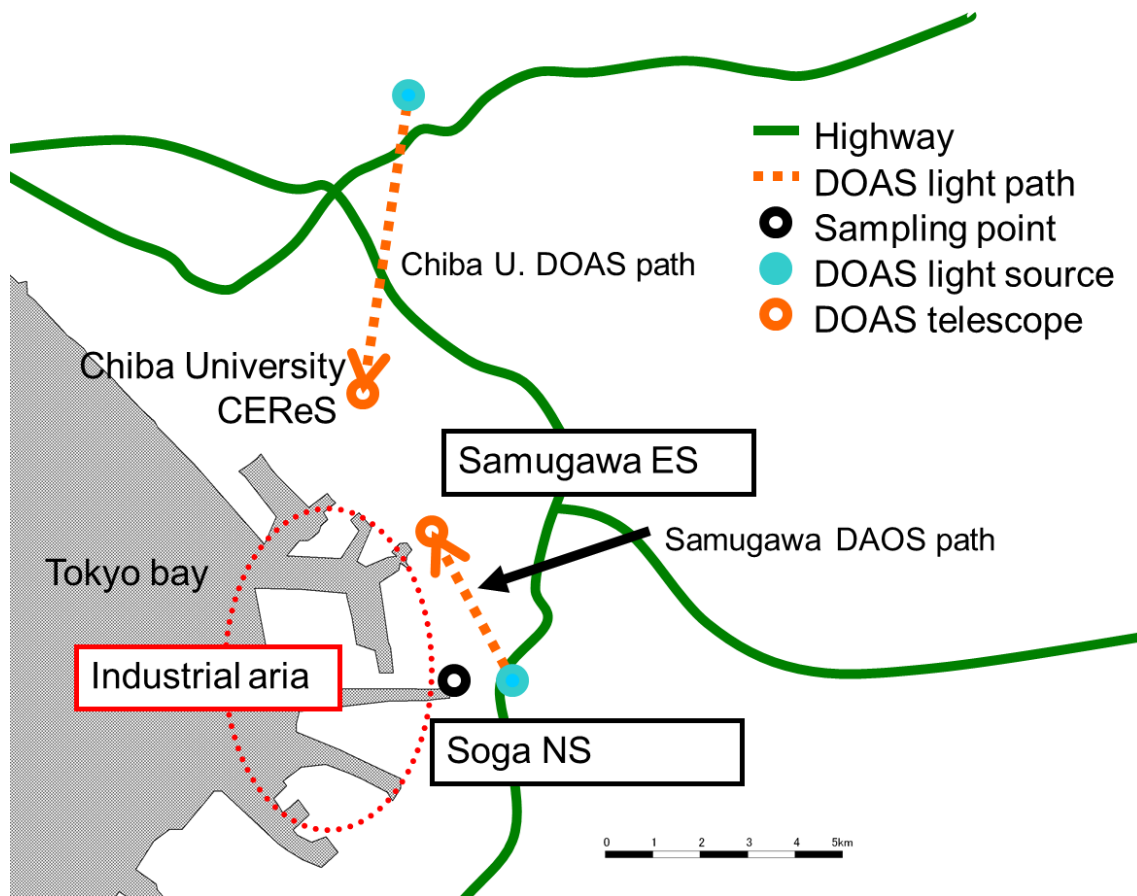 Highway
DOAS light path
Sampling point
DOAS light source
DOAS telescope
Chiba U. DOAS path
Chiba University
CEReS
Samugawa ES
Samugawa DAOS path
Tokyo bay
Industrial aria
Soga NS
0 1 2 3 4 5km